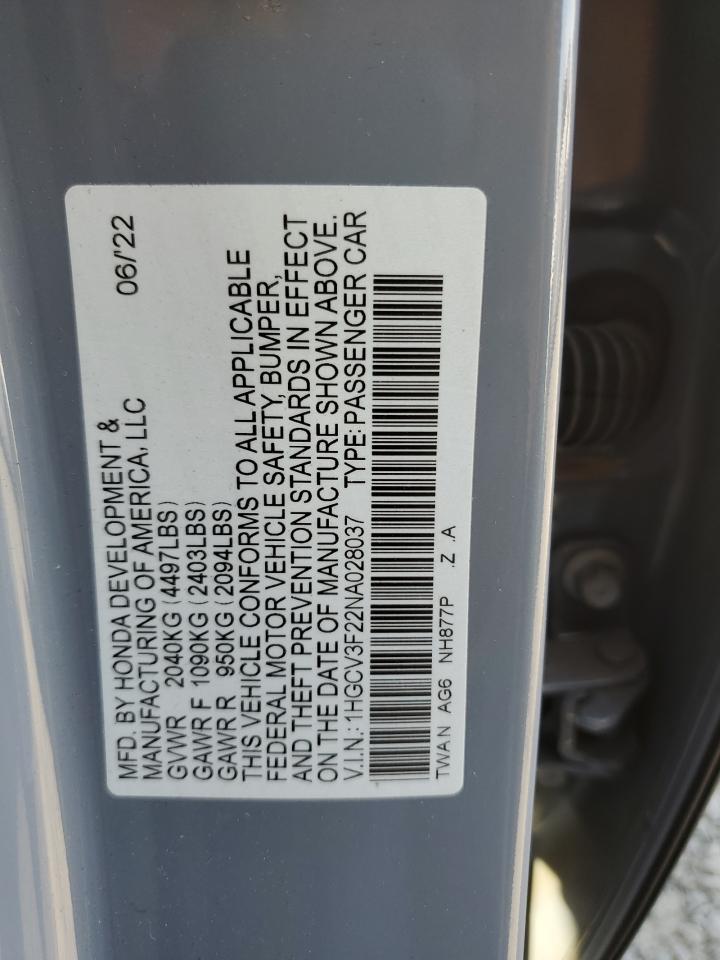 MFD. BY HONDA DEVELOPMENT & 06/'22
MANUFACTURING OF AMERICA, LLC
GVWR 2040KG (4497LBS)
GAWR F 1090KG (2403LBS)
GAWR R 950KG (2094LBS)
THIS VEHICLE CONFORMS TO ALL APPLICABLE
FEDERAL MOTOR VEHICLE SAFETY, BUMPER,
AND THEFT PREVENTION STANDARDS IN EFFECT
ON THE DATE OF MANUFACTURE SHOWN ABOVE.
V.I.N.: 1HGCV3F22NA028037 TYPE: PASSENGER CAR
TWAN AG6 NH877P .Z .A